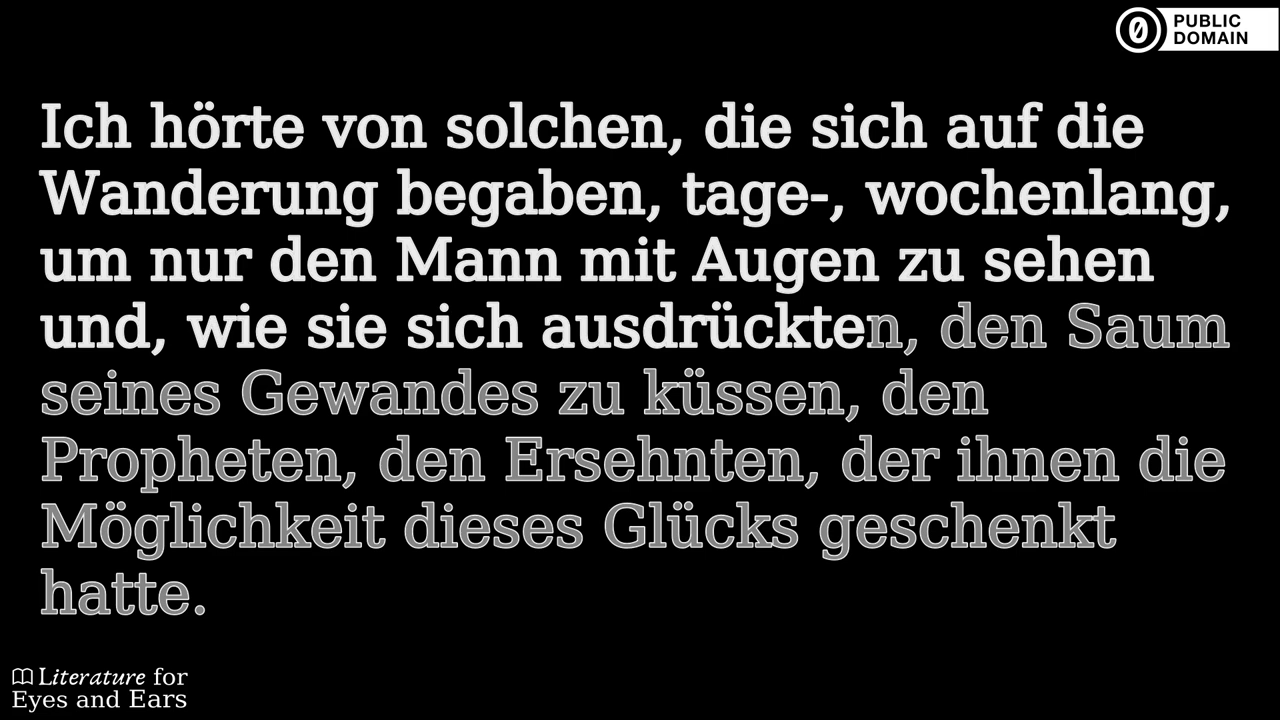 PUBLIC
DOMAIN
Ich hörte von solchen, die sich auf die
Wanderung begaben, tage-, wochenlang,
um nur den Mann mit Augen zu sehen
und, wie sie sich ausdrückten, den Saum
seines Gewandes zu küssen, den
Propheten, den Ersehnten, der ihnen die
Möglichkeit dieses Glücks geschenkt
hatte.
Literature for
Eyes and Ears